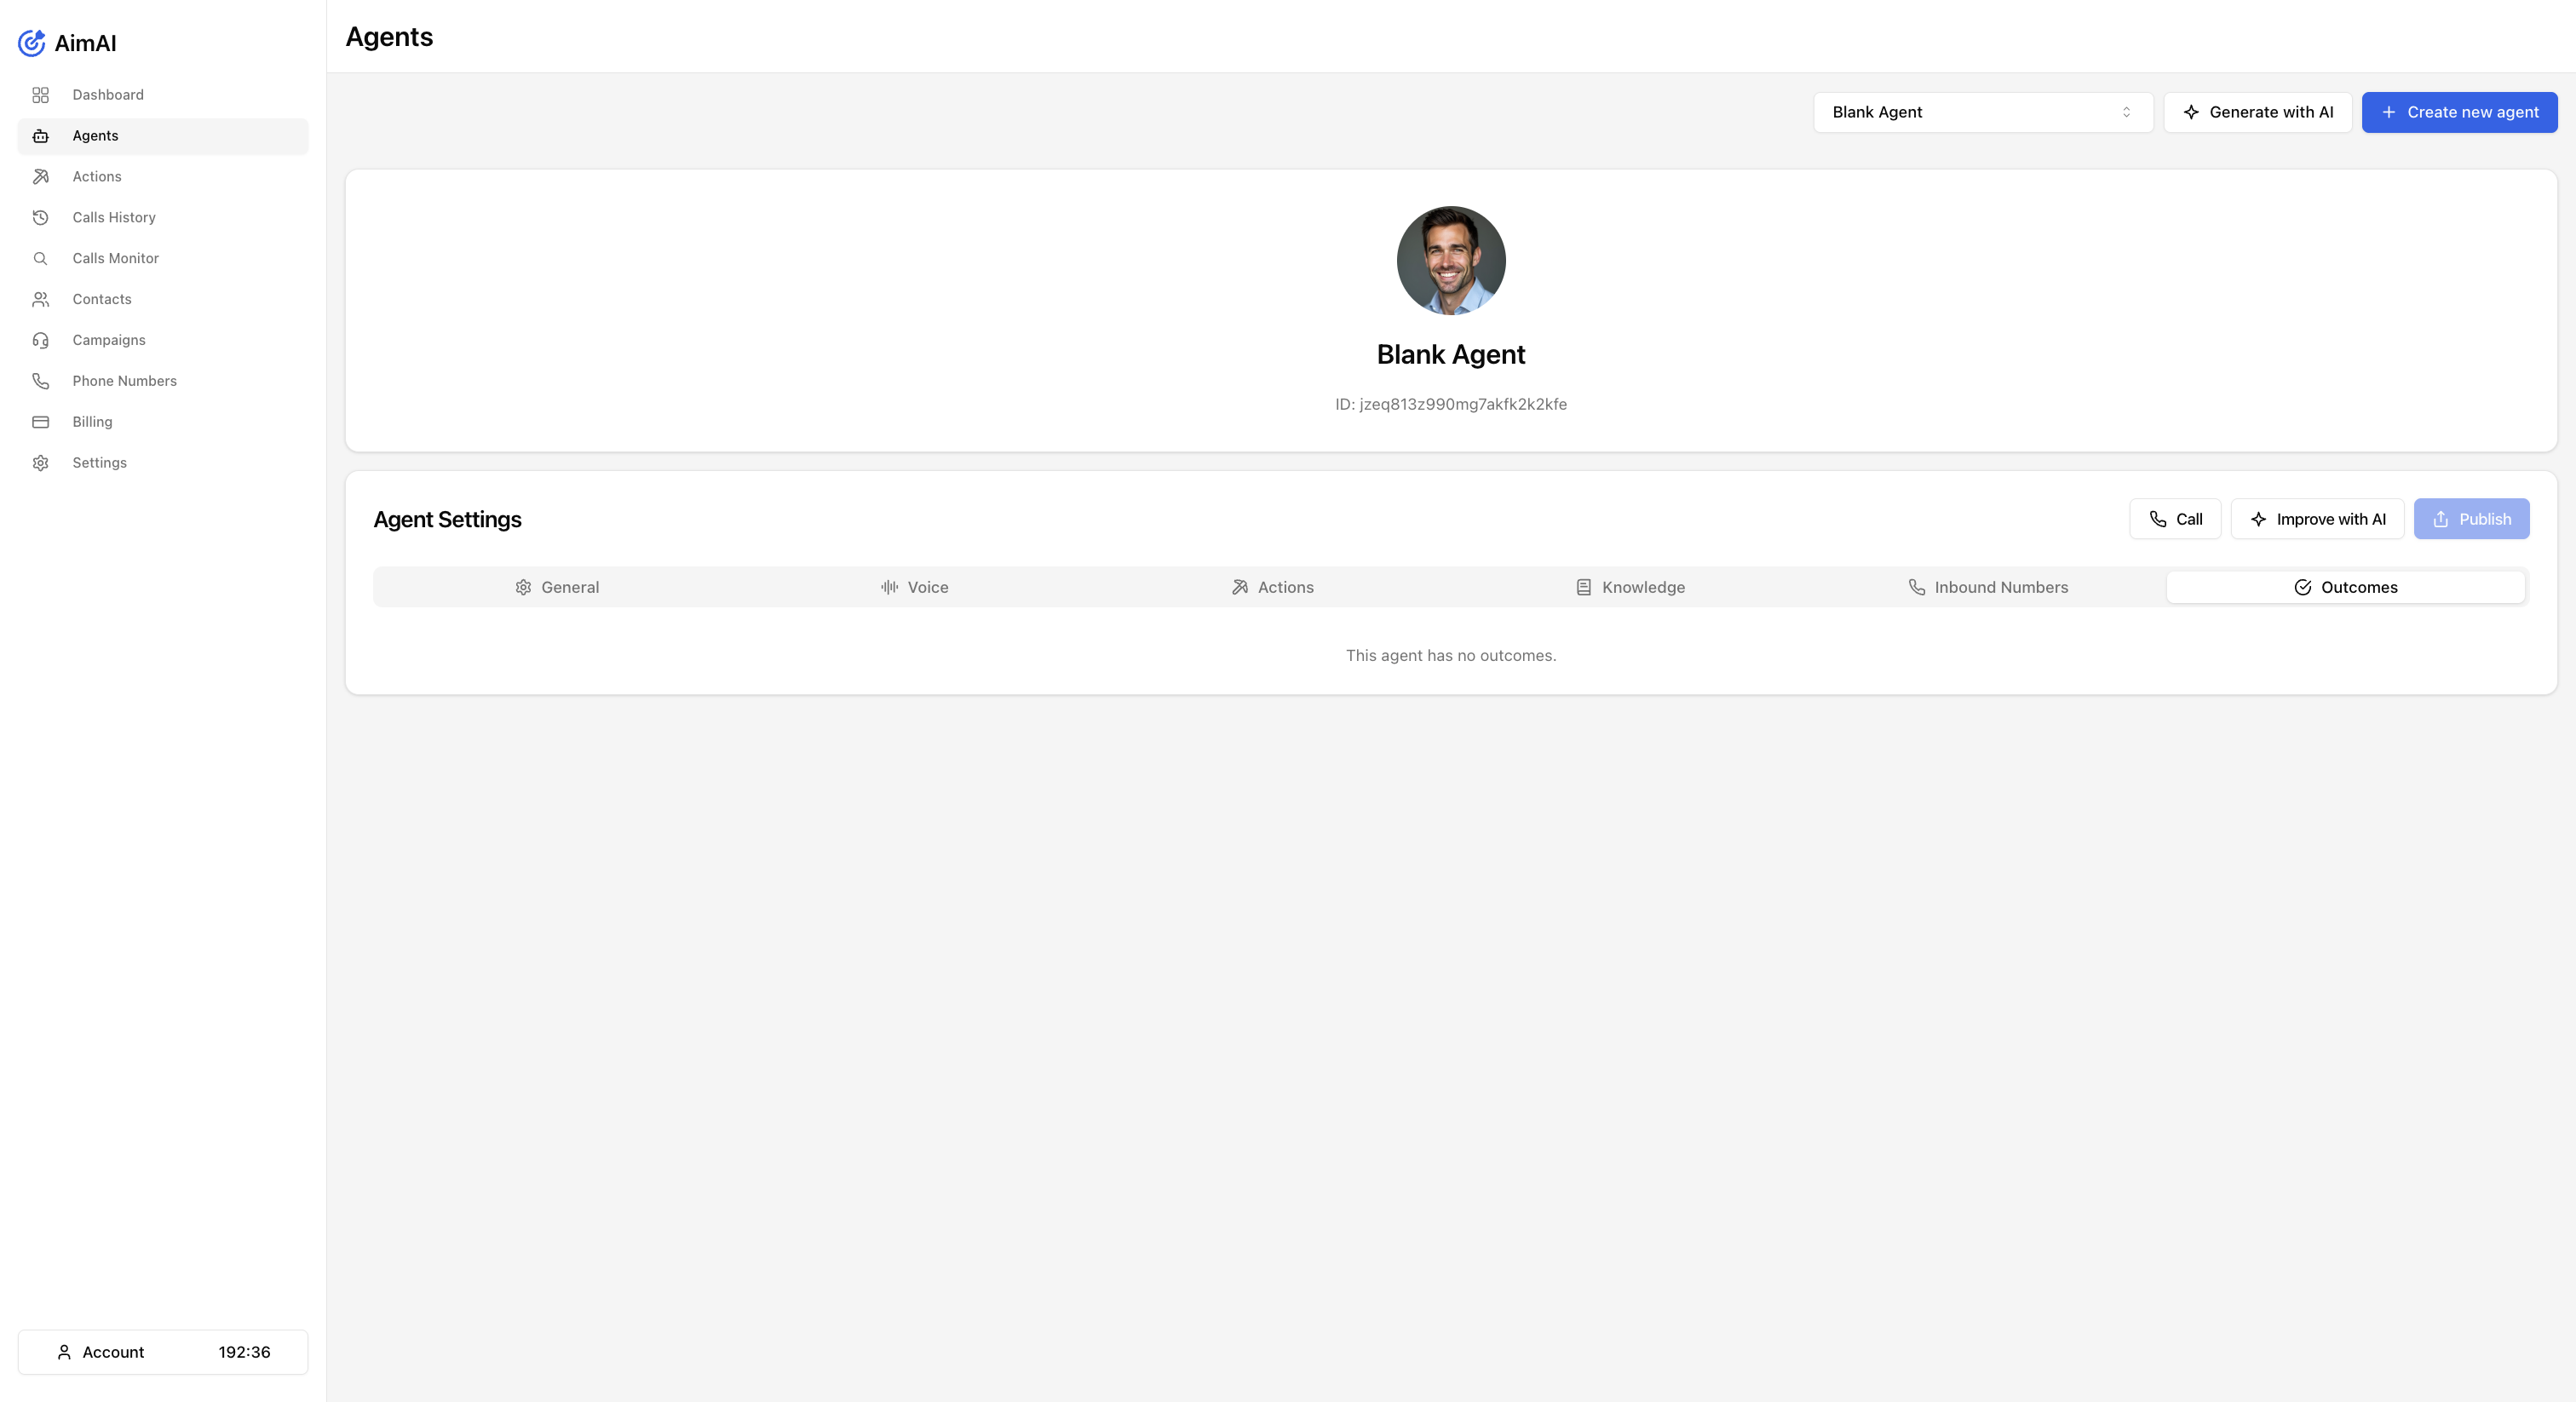 AimAI
Dashboard
Agents
Actions
Calls History
Calls Monitor
Contacts
Campaigns
Phone Numbers
Billing
Settings
Account 192:36
Agents
Blank Agent Generate with AI Create new agent
Blank Agent
ID: jzeq813z990mg7akfk2k2kfe
Agent Settings Call Improve with AI Publish
General Voice Actions Knowledge Inbound Numbers Outcomes
This agent has no outcomes.